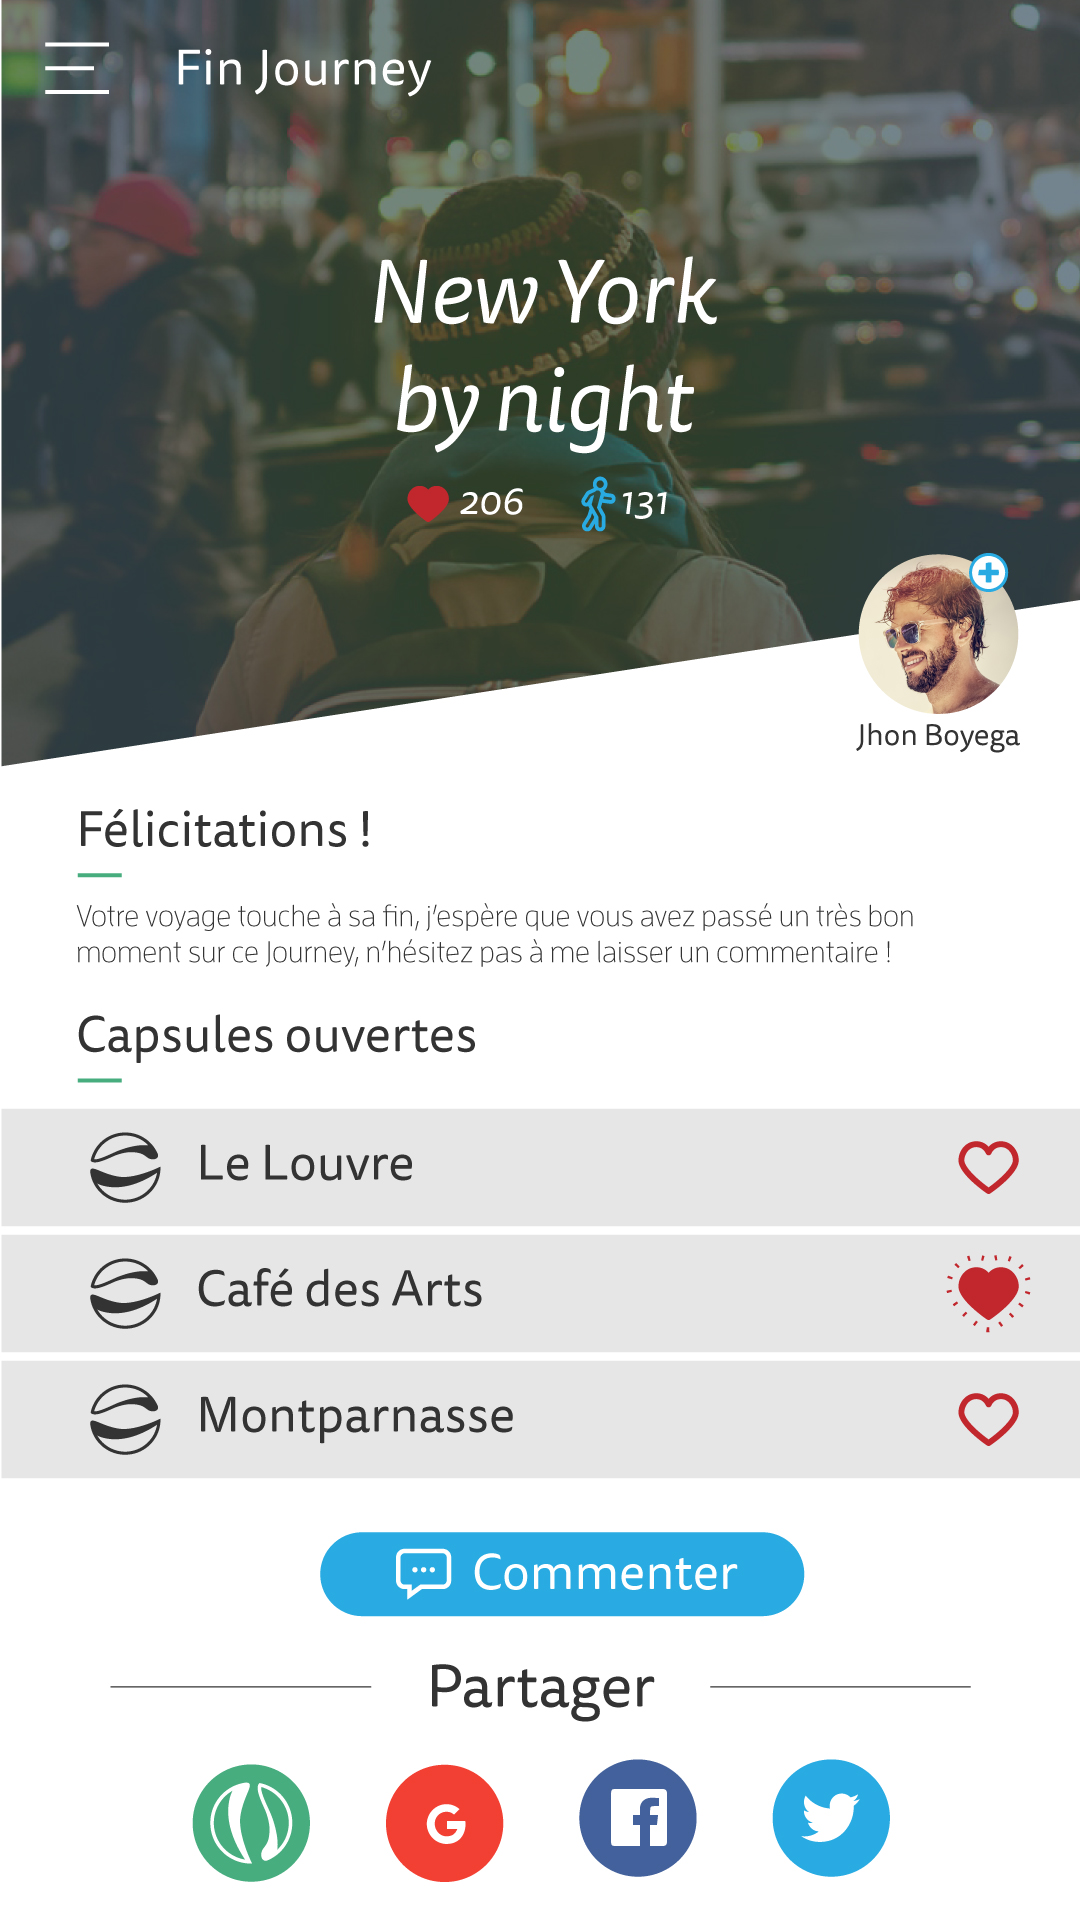 Fin Journey
New York
by night
206 131
Jhon Boyega
Félicitations !
Votre voyage touche à sa fin, j'espère que vous avez passé un très bon
moment sur ce Journey, n'hésitez pas à me laisser un commentaire !
Capsules ouvertes
Le Louvre
Café des Arts
Montparnasse
Commenter
Partager
G f